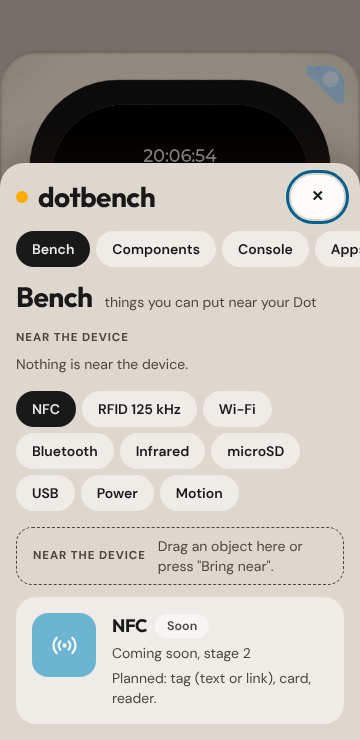 20:06:54
dotbench
×
Bench Components Console Apps
Bench things you can put near your Dot
NEAR THE DEVICE
Nothing is near the device.
NFC RFID 125 kHz Wi-Fi
Bluetooth Infrared microSD
USB Power Motion
NEAR THE DEVICE Drag an object here or
press "Bring near".
NFC Soon
Coming soon, stage 2
Planned: tag (text or link), card,
reader.